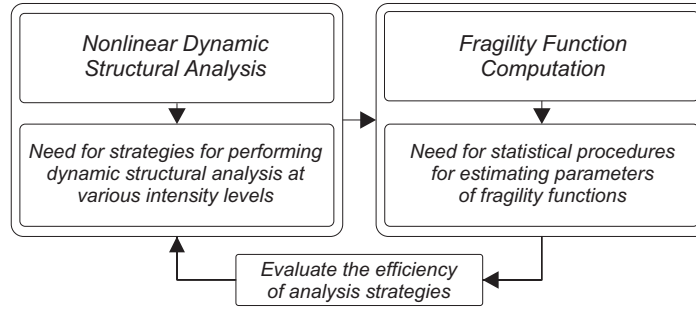 Nonlinear Dynamic
Structural Analysis
Need for strategies for performing
dynamic structural analysis at
various intensity levels
Fragility Function
Computation
Need for statistical procedures
for estimating parameters
of fragility functions
Evaluate the efficiency
of analysis strategies